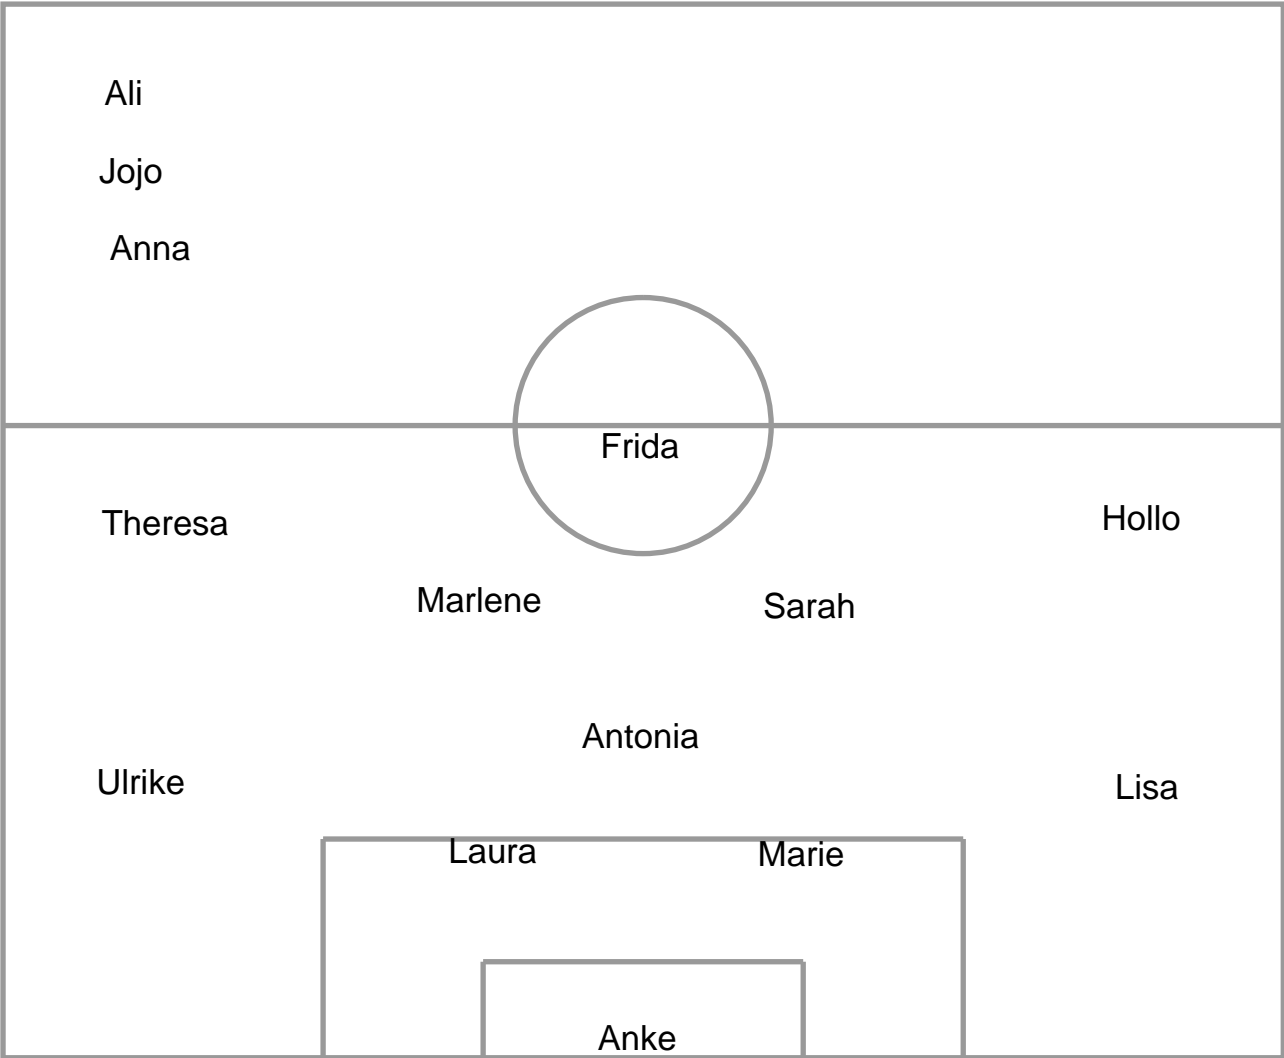 Ali
Jojo
Anna
Frida
Theresa
Hollo
Marlene
Sarah
Antonia
Ulrike
Lisa
Laura
Marie
Anke